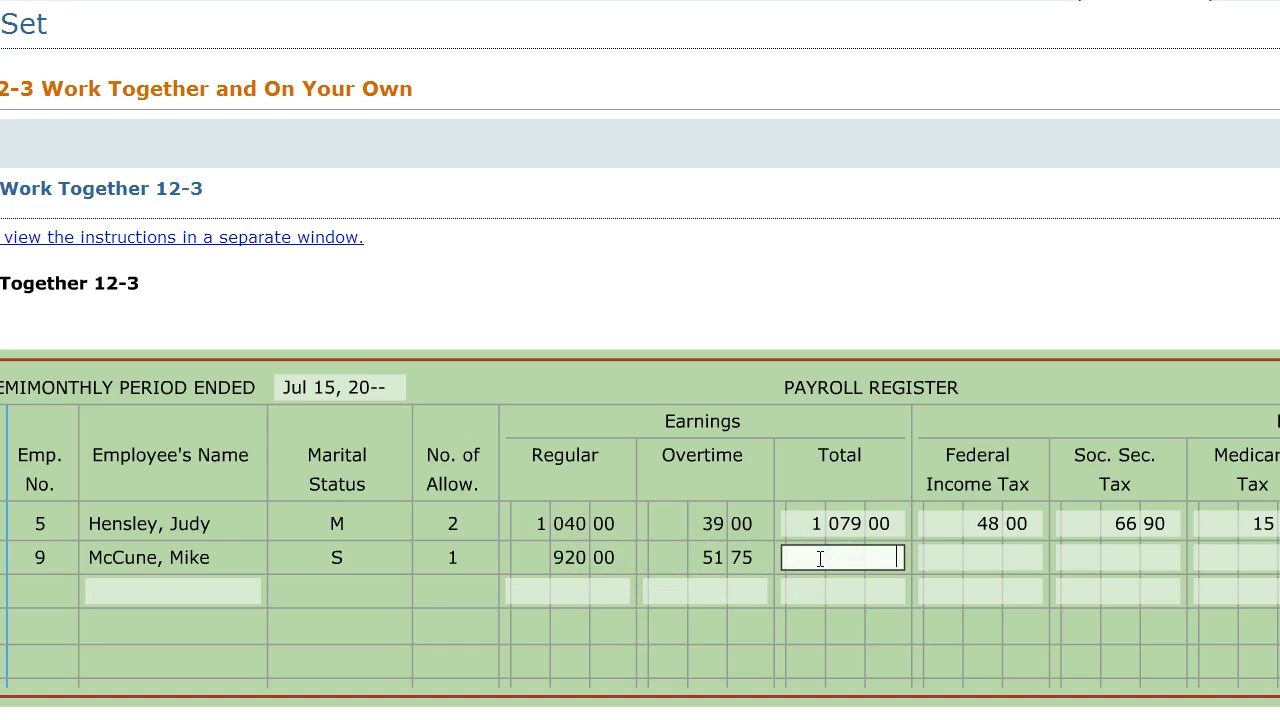 Set
2-3 Work Together and On Your Own
Work Together 12-3
view the instructions in a separate window.
Together 12-3
EMIMONTHLY PERIOD ENDED Jul 15, 20-- PAYROLL REGISTER
Earnings
Emp. No. Employee's Name Marital Status No. of Allow. Regular Overtime Total Federal Income Tax Soc. Sec. Tax Medicar Tax
5 Hensley, Judy M 2 1 040 00 39 00 1 079 00 48 00 66 90 15
9 McCune, Mike S 1 920 00 51 75